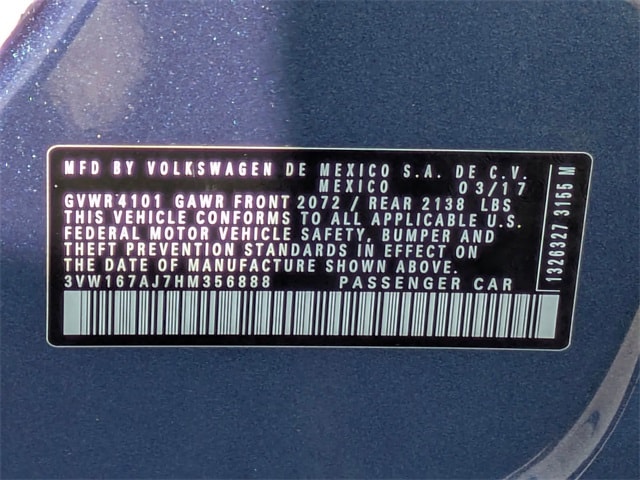 MFD BY VOLKSWAGEN DE MEXICO S.A. DE C.V.
MEXICO 03/17
GVWR 4101 GAWR FRONT 2072 / REAR 2138 LBS
THIS VEHICLE CONFORMS TO ALL APPLICABLE U.S.
FEDERAL MOTOR VEHICLE SAFETY, BUMPER AND
THEFT PREVENTION STANDARDS IN EFFECT ON
THE DATE OF MANUFACTURE SHOWN ABOVE.
3VW167AJ7HM356888 PASSENGER CAR
1326327 3155 M